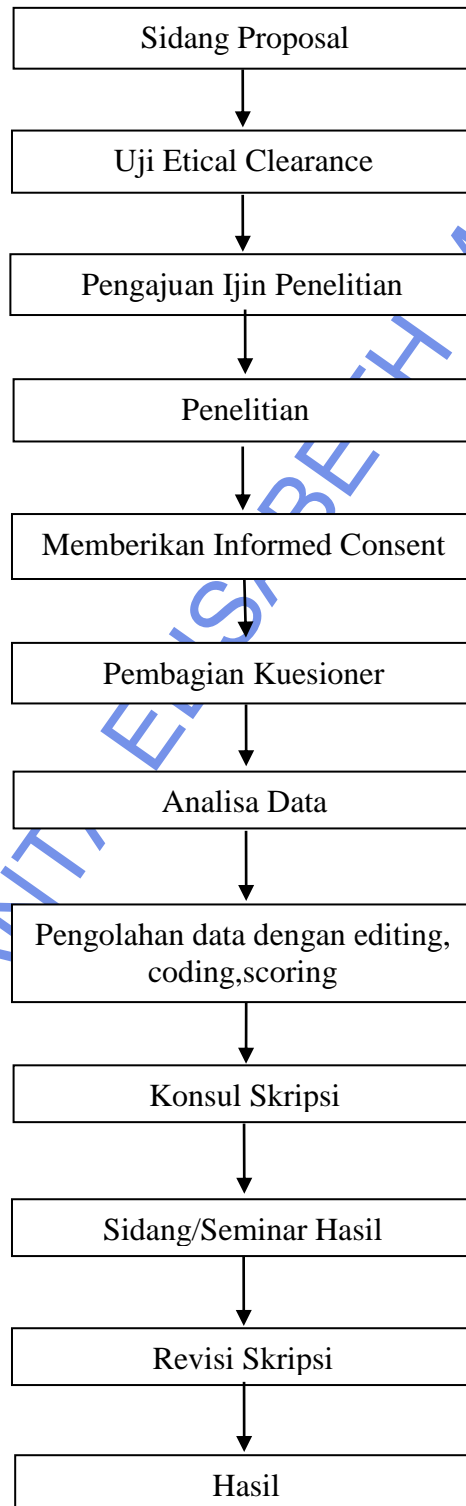 Sidang Proposal
Uji Etical Clearance
Pengajuan Ijin Penelitian
Penelitian
Memberikan Informed Consent
Pembagian Kuesioner
Analisa Data
Pengolahan data dengan editing,
coding,scoring
Konsul Skripsi
Sidang/Seminar Hasil
Revisi Skripsi
Hasil